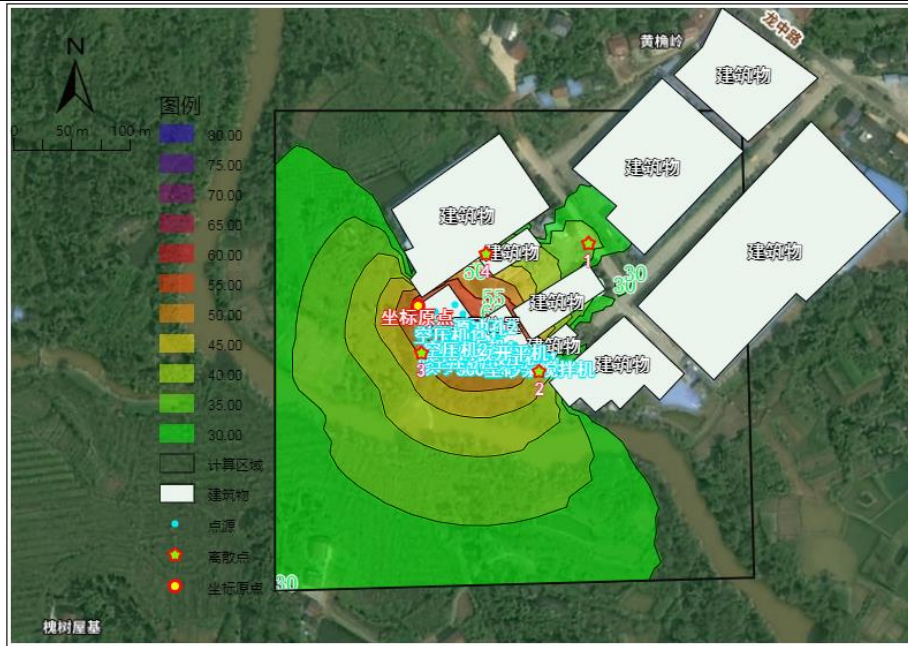 龙中路
黄桷岭
N
0 50 m 100 m
图例
80.00
75.00
70.00
65.00
60.00
55.00
50.00
45.00
40.00
35.00
30.00
计算区域
建筑物
点源
离散点
坐标原点
建筑物
建筑物
建筑物
建筑物
建筑物
建筑物
建筑物
建筑物
1
4
55
30
30
坐标原点
3
2
30
槐树屋基